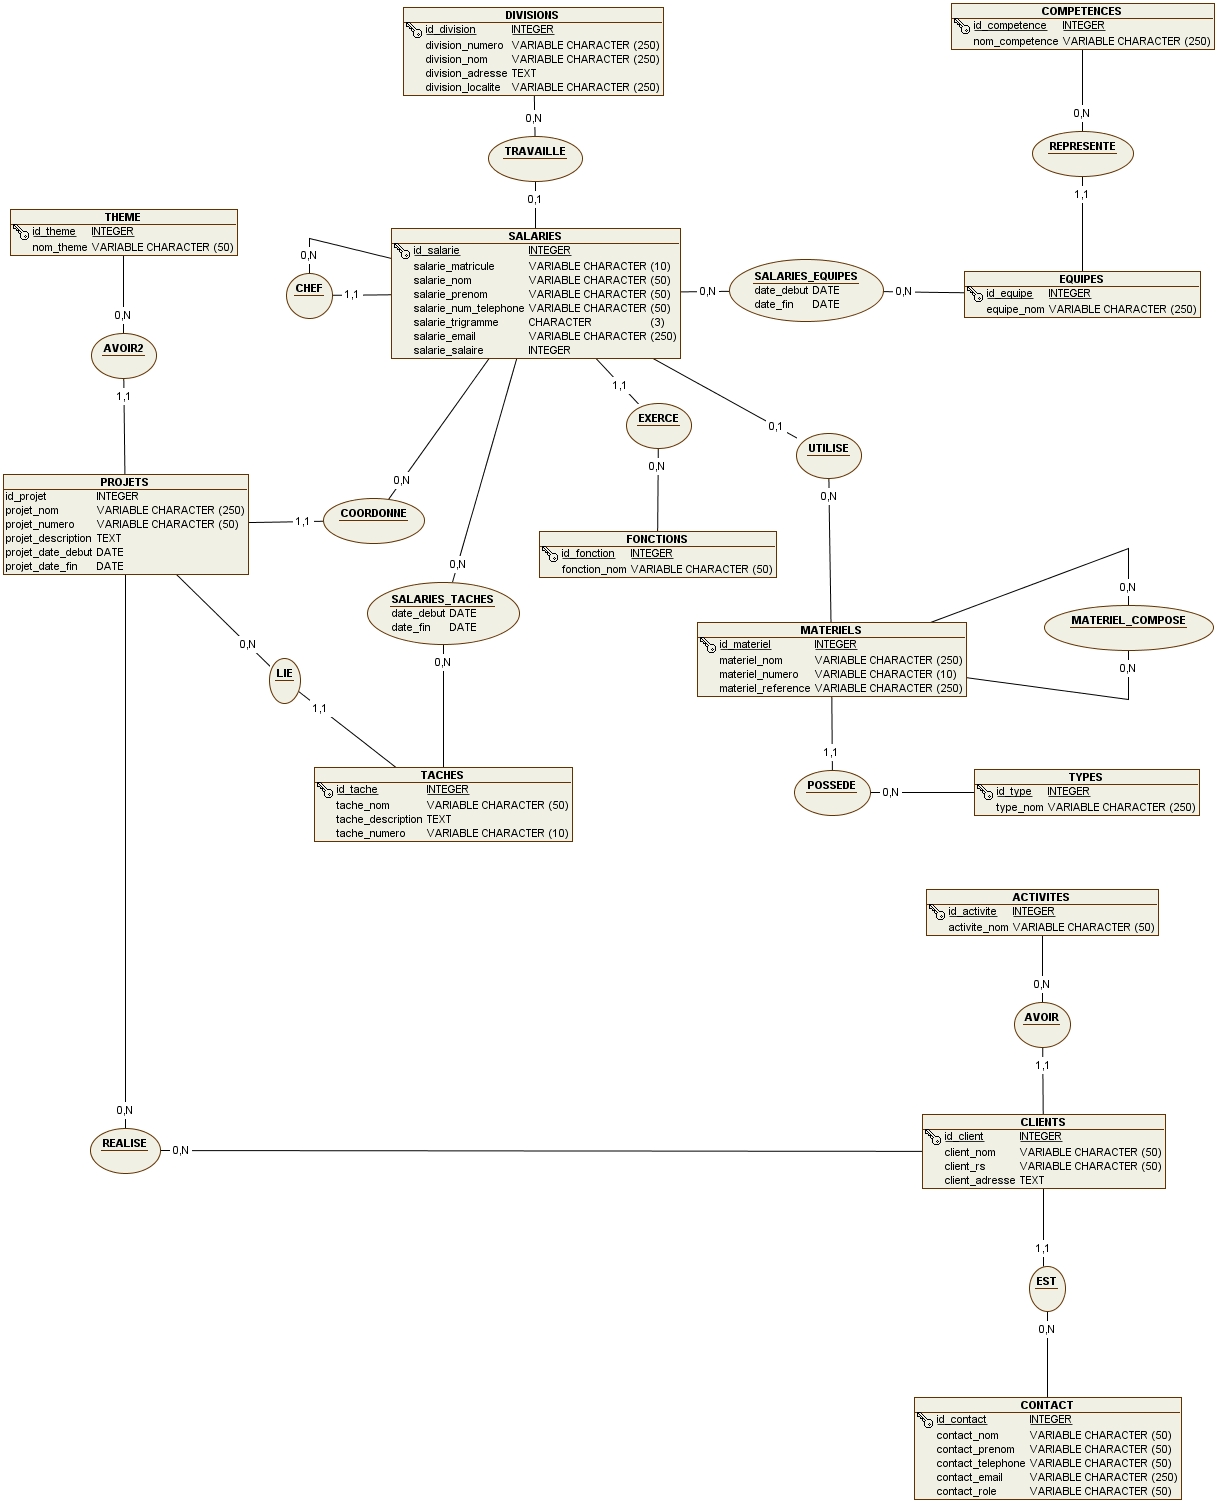 DIVISIONS
id_division INTEGER
division_numero VARIABLE CHARACTER (250)
division_nom VARIABLE CHARACTER (250)
division_adresse TEXT
division_localite VARIABLE CHARACTER (250)
COMPETENCES
id_competence INTEGER
nom_competence VARIABLE CHARACTER (250)
0,N
TRAVAILLE
0,1
0,N
REPRESENTE
1,1
THEME
id_theme INTEGER
nom_theme VARIABLE CHARACTER (50)
0,N
AVOIR2
1,1
0,N
CHEF
1,1
SALARIES
id_salarie INTEGER
salarie_matricule VARIABLE CHARACTER (10)
salarie_nom VARIABLE CHARACTER (50)
salarie_prenom VARIABLE CHARACTER (50)
salarie_num_telephone VARIABLE CHARACTER (50)
salarie_trigramme CHARACTER (3)
salarie_email VARIABLE CHARACTER (250)
salarie_salaire INTEGER
0,N
SALARIES_EQUIPES
date_debut DATE
date_fin DATE
0,N
EQUIPES
id_equipe INTEGER
equipe_nom VARIABLE CHARACTER (250)
1,1
EXERCE
0,N
0,1
UTILISE
0,N
PROJETS
id_projet INTEGER
projet_nom VARIABLE CHARACTER (250)
projet_numero VARIABLE CHARACTER (50)
projet_description TEXT
projet_date_debut DATE
projet_date_fin DATE
0,N
COORDONNE
1,1
FONCTIONS
id_fonction INTEGER
fonction_nom VARIABLE CHARACTER (50)
0,N
SALARIES_TACHES
date_debut DATE
date_fin DATE
0,N
0,N
LIE
1,1
MATERIELS
id_materiel INTEGER
materiel_nom VARIABLE CHARACTER (250)
materiel_numero VARIABLE CHARACTER (10)
materiel_reference VARIABLE CHARACTER (250)
0,N
MATERIEL_COMPOSE
0,N
TACHES
id_tache INTEGER
tache_nom VARIABLE CHARACTER (50)
tache_description TEXT
tache_numero VARIABLE CHARACTER (10)
1,1
POSSEDE
0,N
TYPES
id_type INTEGER
type_nom VARIABLE CHARACTER (250)
ACTIVITES
id_activite INTEGER
activite_nom VARIABLE CHARACTER (50)
0,N
AVOIR
1,1
0,N
REALISE
0,N
CLIENTS
id_client INTEGER
client_nom VARIABLE CHARACTER (50)
client_rs VARIABLE CHARACTER (50)
client_adresse TEXT
1,1
EST
0,N
CONTACT
id_contact INTEGER
contact_nom VARIABLE CHARACTER (50)
contact_prenom VARIABLE CHARACTER (50)
contact_telephone VARIABLE CHARACTER (50)
contact_email VARIABLE CHARACTER (250)
contact_role VARIABLE CHARACTER (50)